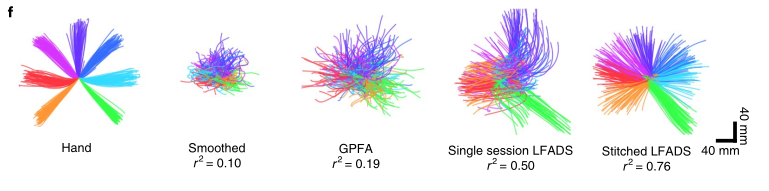 f
Hand
Smoothed
r² = 0.10
GPFA
r² = 0.19
Single session LFADS
r² = 0.50
Stitched LFADS
r² = 0.76
40 mm
40 mm